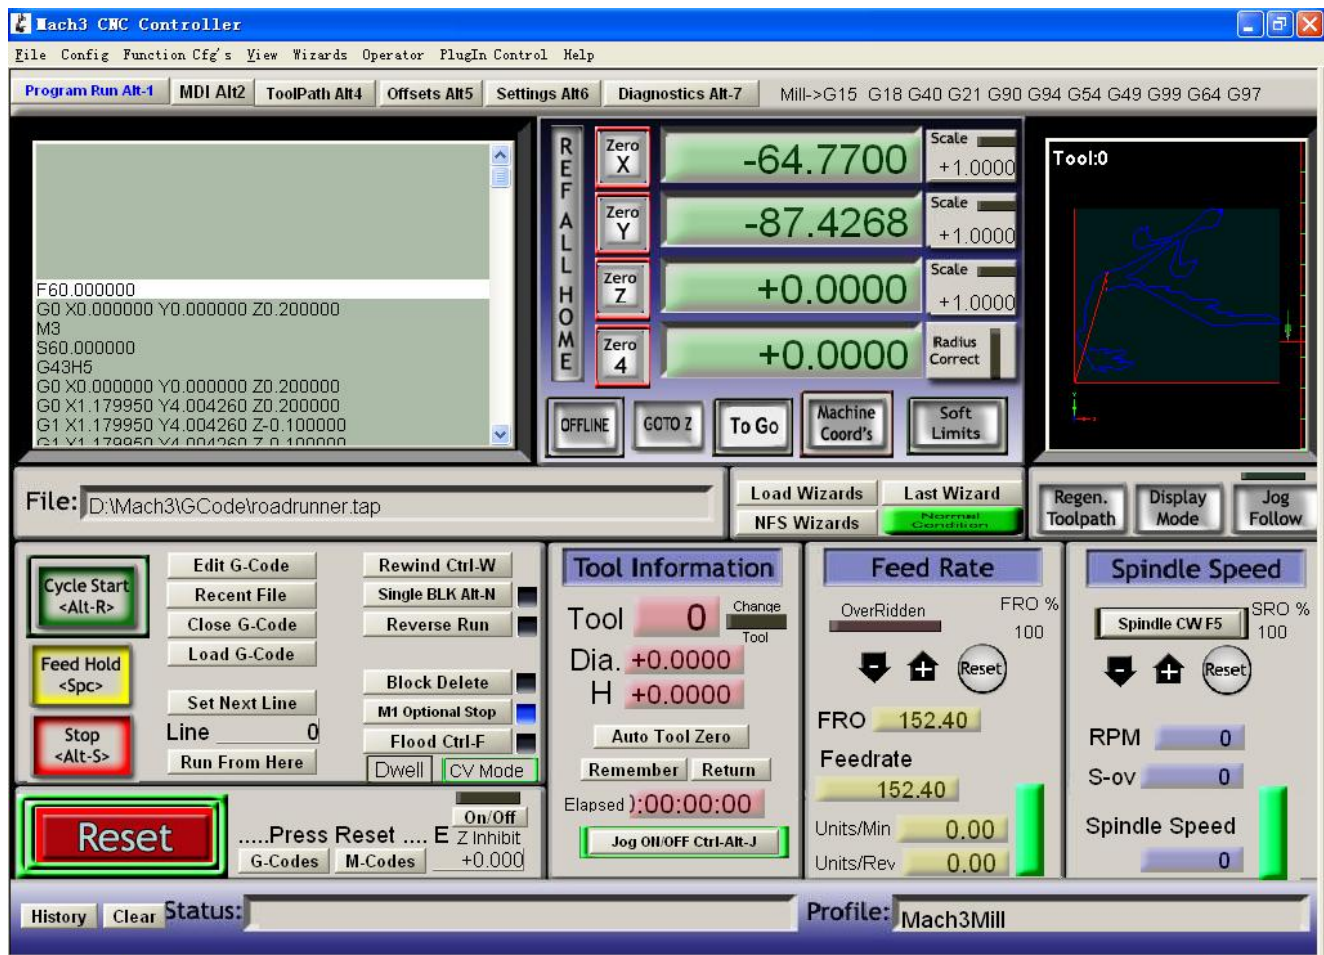 Mach3 CNC Controller
File Config Function Cfg's View Wizards Operator PlugIn Control Help
Program Run Alt-1 MDI Alt2 ToolPath Alt4 Offsets Alt5 Settings Alt6 Diagnostics Alt-7 Mill->G15 G18 G40 G21 G90 G94 G54 G49 G99 G64 G97
F60.000000
G0 X0.000000 Y0.000000 Z0.200000
M3
S60.000000
G43H5
G0 X0.000000 Y0.000000 Z0.200000
G0 X1.179950 Y4.004260 Z0.200000
G1 X1.179950 Y4.004260 Z-0.100000
G1 X1.179950 Y4.004260 Z-0.100000
REF ALL HOME
Zero X -64.7700 Scale +1.0000
Zero Y -87.4268 Scale +1.0000
Zero Z +0.0000 Scale +1.0000
Zero 4 +0.0000 Radius Correct
OFFLINE GOTO Z To Go Machine Coord's Soft Limits
Tool:0
File: D:\Mach3\GCode\roadrunner.tap
Load Wizards Last Wizard
NFS Wizards Normal Condition
Regen. Toolpath Display Mode Jog Follow
Cycle Start <Alt-R>
Feed Hold <Spc>
Stop <Alt-S>
Edit G-Code
Recent File
Close G-Code
Load G-Code
Set Next Line
Line 0
Run From Here
Rewind Ctrl-W
Single BLK Alt-N
Reverse Run
Block Delete
M1 Optional Stop
Flood Ctrl-F
Dwell CV Mode
Reset
.....Press Reset .... E
G-Codes M-Codes
On/Off
Z Inhibit
+0.000
Tool Information
Tool 0 Change Tool
Dia. +0.0000
H +0.0000
Auto Tool Zero
Remember Return
Elapsed ):00:00:00
Jog ON/OFF Ctrl-Alt-J
Feed Rate
OverRidden FRO %
100
- + Reset
FRO 152.40
Feedrate
152.40
Units/Min 0.00
Units/Rev 0.00
Spindle Speed
Spindle CW F5 SRO %
100
- + Reset
RPM 0
S-ov 0
Spindle Speed
0
History Clear Status:
Profile: Mach3Mill